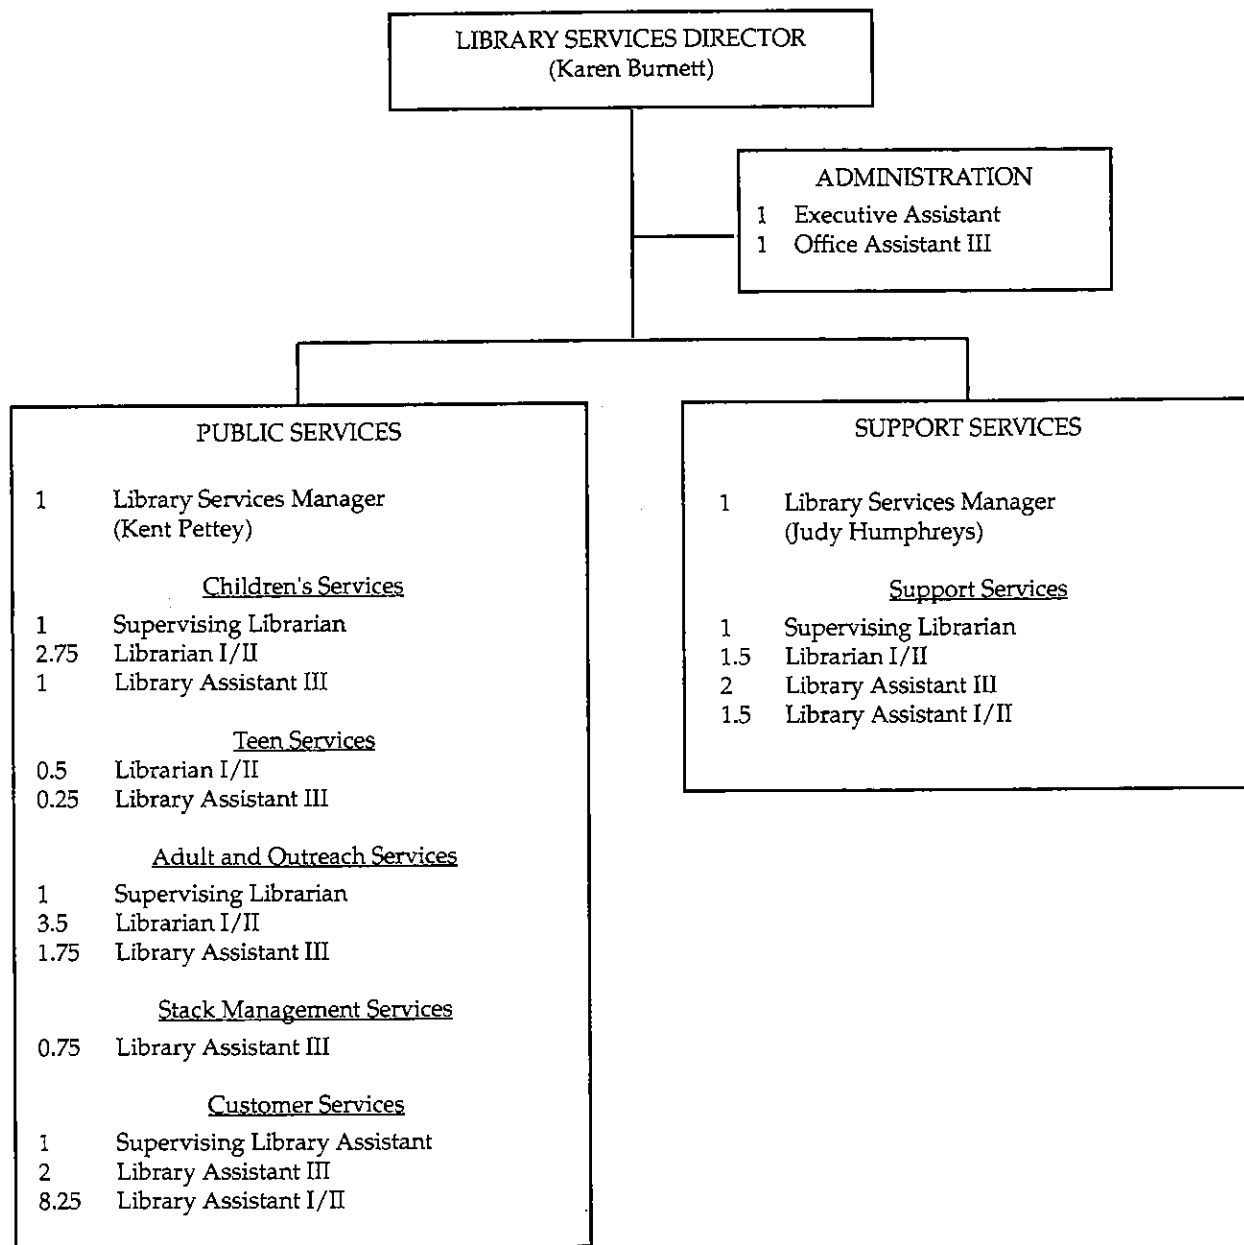 LIBRARY SERVICES DIRECTOR
(Karen Burnett)
ADMINISTRATION
1 Executive Assistant
1 Office Assistant III
PUBLIC SERVICES
1 Library Services Manager
(Kent Pettey)
Children's Services
1 Supervising Librarian
2.75 Librarian I/II
1 Library Assistant III
Teen Services
0.5 Librarian I/II
0.25 Library Assistant III
Adult and Outreach Services
1 Supervising Librarian
3.5 Librarian I/II
1.75 Library Assistant III
Stack Management Services
0.75 Library Assistant III
Customer Services
1 Supervising Library Assistant
2 Library Assistant III
8.25 Library Assistant I/II
SUPPORT SERVICES
1 Library Services Manager
(Judy Humphreys)
Support Services
1 Supervising Librarian
1.5 Librarian I/II
2 Library Assistant III
1.5 Library Assistant I/II